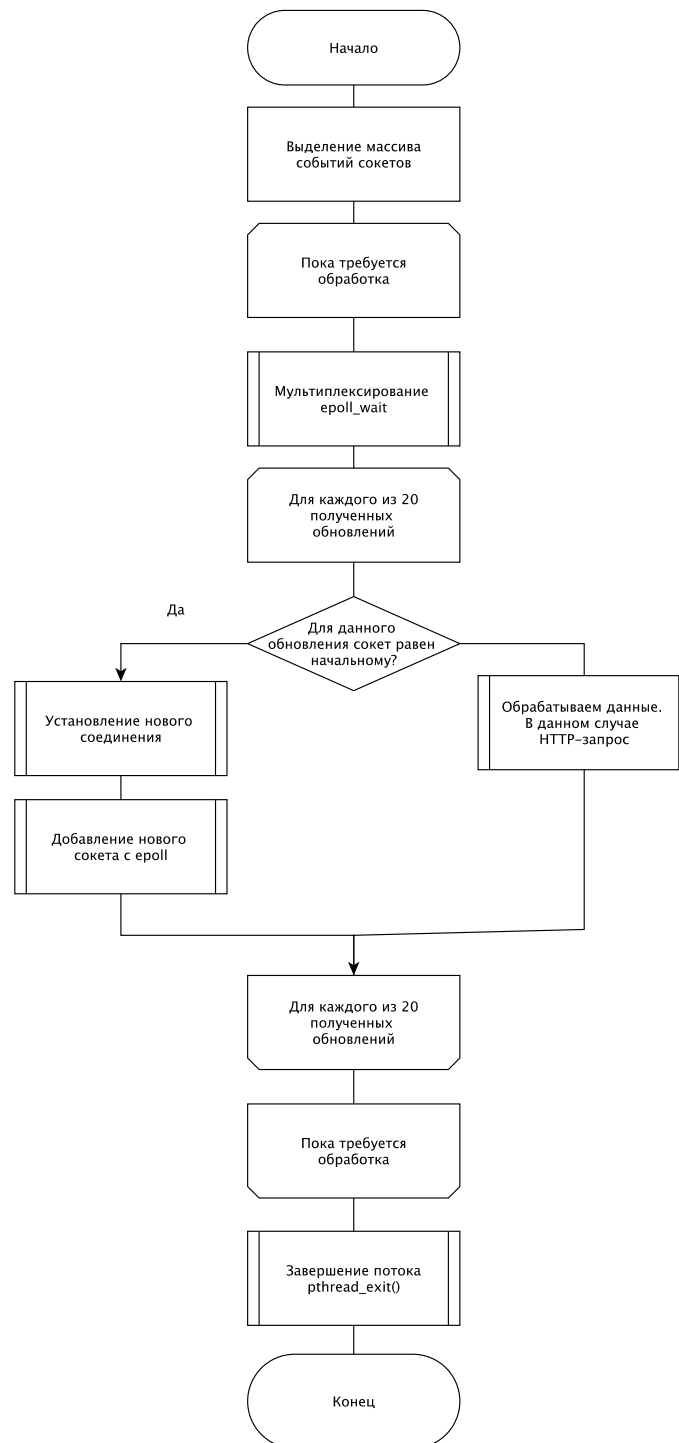 Начало
Выделение массива
событий сокетов
Пока требуется
обработка
Мультиплексирование
epoll_wait
Для каждого из 20
полученных
обновлений
Да
Для данного
обновления сокет равен
начальному?
Установление нового
соединения
Обрабатываем данные.
В данном случае
HTTP-запрос
Добавление нового
сокета с epoll
Для каждого из 20
полученных
обновлений
Пока требуется
обработка
Завершение потока
pthread_exit()
Конец